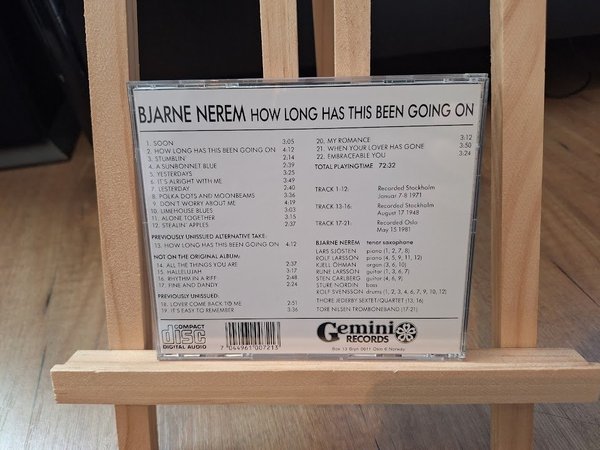 BJARNE NEREM HOW LONG HAS THIS BEEN GOING ON
1. SOON 3:05
2. HOW LONG HAS THIS BEEN GOING ON 4:12
3. STUMBLIN' 2:14
4. A SUNBONNET BLUE 2:39
5. YESTERDAYS 3:25
6. IT'S ALRIGHT WITH ME 3:49
7. LESTERDAY 2:40
8. POLKA DOTS AND MOONBEAMS 3:36
9. DON'T WORRY ABOUT ME 4:19
10. LIMEHOUSE BLUES 3:03
11. ALONE TOGETHER 3:15
12. STEALIN' APPLES 2:37
PREVIOUSLY UNISSUED ALTERNATIVE TAKE:
13. HOW LONG HAS THIS BEEN GOING ON 4:12
NOT ON THE ORIGINAL ALBUM:
14. ALL THE THINGS YOU ARE 2:37
15. HALLELUJAH 3:17
16. RHYTHM IN A RIFF 2:48
17. FINE AND DANDY 2:24
PREVIOUSLY UNISSUED:
18. LOVER COME BACK TO ME 2:51
19. IT'S EASY TO REMEMBER 3:36
20. MY ROMANCE 3:12
21. WHEN YOUR LOVER HAS GONE 3:50
22. EMBRACEABLE YOU 3:24
TOTAL PLAYINGTIME 72:32
TRACK 1-12: Recorded Stockholm
Januar 7-8 1971
TRACK 13-16: Recorded Stockholm
August 17 1948
TRACK 17-21: Recorded Oslo
May 15 1981
BJARNE NEREM tenor saxophone
LARS SJÖSTEN piano (1, 2, 7, 8)
ROLF LARSSON piano (4, 5, 9, 11, 12)
KJELL ÖHMAN organ (3, 6, 10)
RUNE LARSSON guitar (1, 3, 6, 7)
STEN CARLBERG guitar (4, 6, 9)
STURE NORDIN bass
ROLF SVENSSON drums (1, 2, 3, 4, 6, 7, 9, 10, 12)
THORE JEDERBY SEXTET/QUARTET (13, 16)
TORE NILSEN TROMBONEBAND (17-21)
COMPACT
disc
DIGITAL AUDIO
7 044961 007213
Gemini
RECORDS
Box 13 Bryn 0611 Oslo 6 Norway